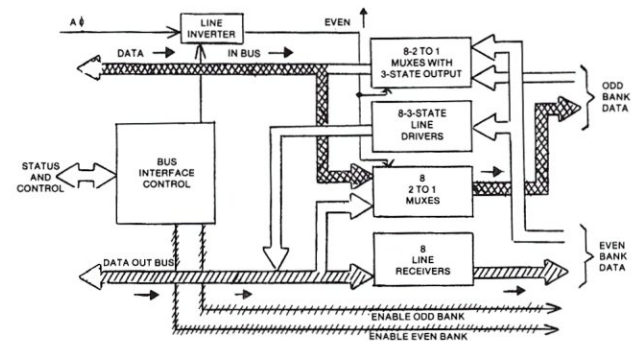 Aϕ
LINE
INVERTER
EVEN
DATA
IN BUS
8-2 TO 1
MUXES WITH
3-STATE OUTPUT
ODD
BANK
DATA
8-3-STATE
LINE
DRIVERS
STATUS
AND
CONTROL
BUS
INTERFACE
CONTROL
8
2 TO 1
MUXES
DATA OUT BUS
8
LINE
RECEIVERS
EVEN
BANK
DATA
ENABLE ODD BANK
ENABLE EVEN BANK